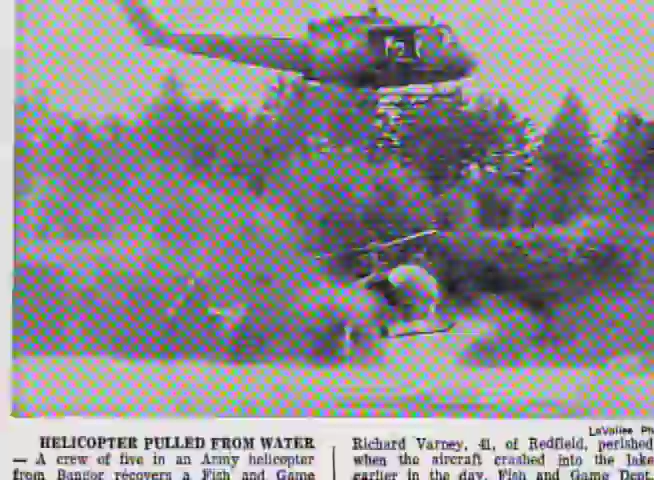 LaVallee Ph
HELICOPTER PULLED FROM WATER
— A crew of five in an Army helicopter
from Bangor recovers a Fish and Game
Richard Varney, 41, of Redfield, perished
when the aircraft crashed into the lake
earlier in the day. Fish and Game Dept.